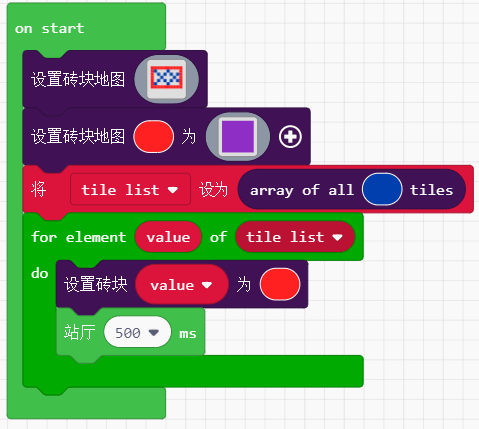 on start
设置砖块地图
设置砖块地图 为
将 tile list 设为 array of all tiles
for element value of tile list
do
设置砖块 value 为
站厅 500 ms